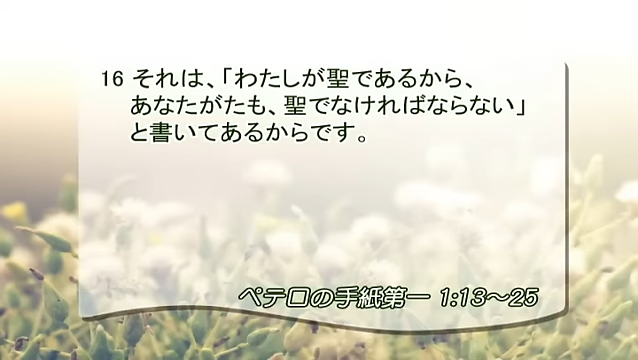 16 それは、「わたしが聖であるから、
あなたがたも、聖でなければならない」
と書いてあるからです。
ペテロの手紙第一 1:13～25